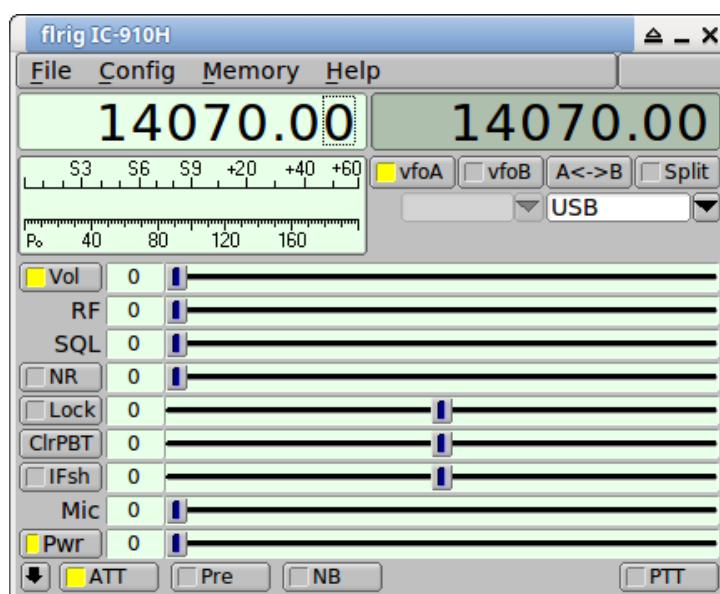 flrig IC-910H
File Config Memory Help
14070.00 14070.00
S3 S6 S9 +20 +40 +60
vfoA vfoB A<->B Split
USB
Po 40 80 120 160
Vol 0
RF 0
SQL 0
NR 0
Lock 0
ClrPBT 0
IFsh 0
Mic 0
Pwr 0
ATT Pre NB PTT